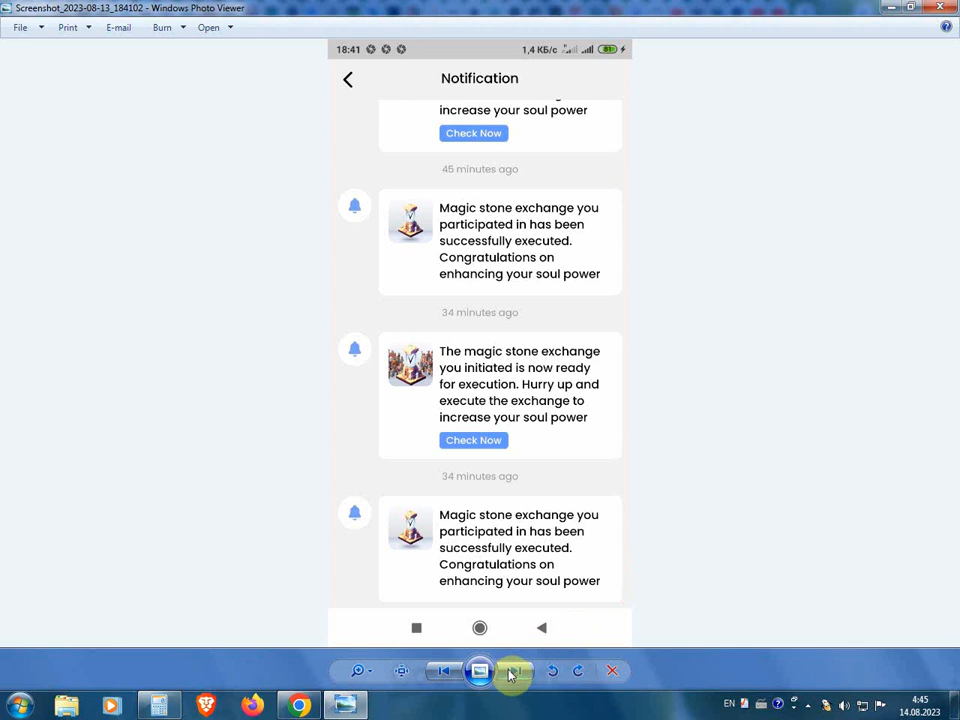 Screenshot_2023-08-13_184102 - Windows Photo Viewer
File Print E-mail Burn Open
18:41 1,4 КБ/с 81
Notification
increase your soul power
Check Now
45 minutes ago
Magic stone exchange you
participated in has been
successfully executed.
Congratulations on
enhancing your soul power
34 minutes ago
The magic stone exchange
you initiated is now ready
for execution. Hurry up and
execute the exchange to
increase your soul power
Check Now
34 minutes ago
Magic stone exchange you
participated in has been
successfully executed.
Congratulations on
enhancing your soul power
EN 4:45
14.08.2023